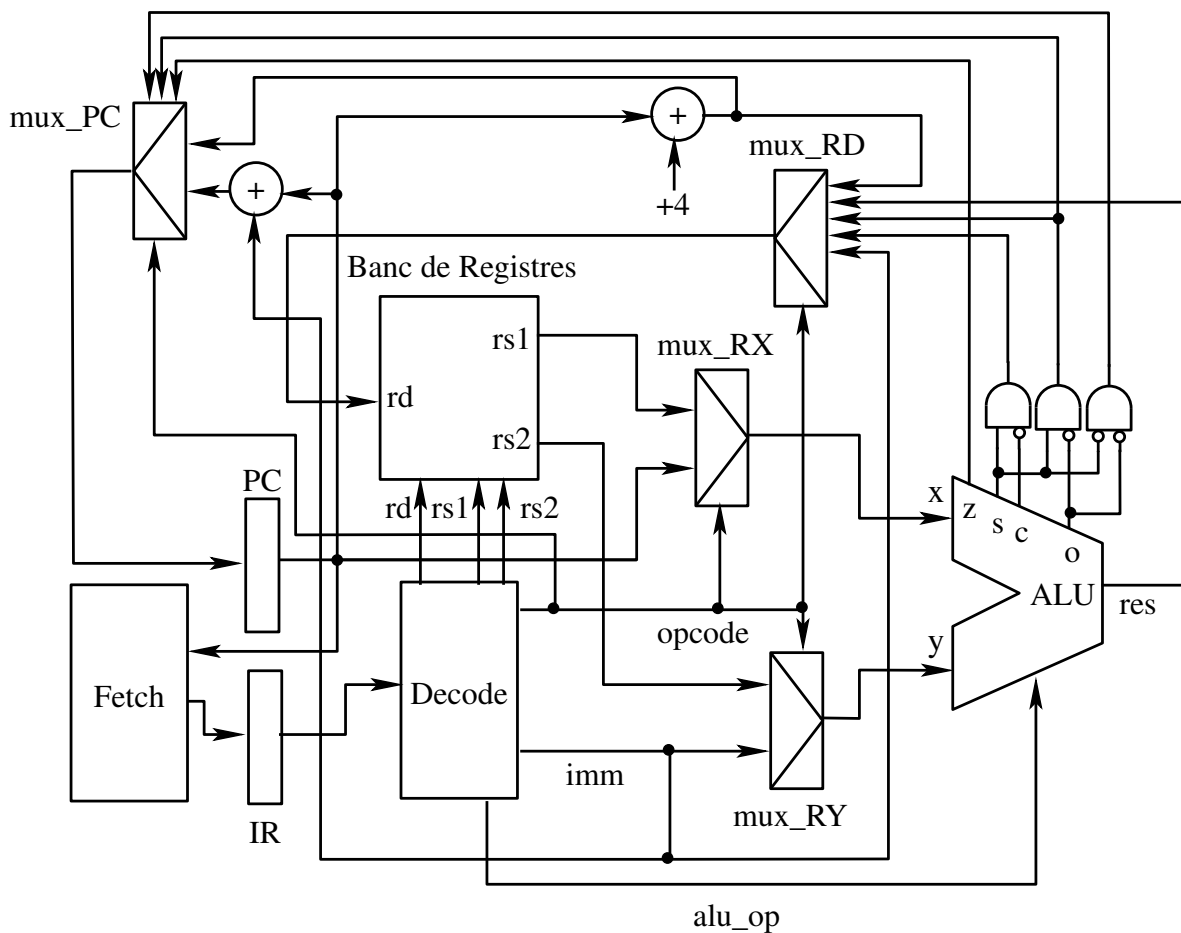 mux_PC
+
+4
+
mux_RD
Banc de Registres
rs1
rd
rs2
mux_RX
PC
rd
rs1
rs2
x
z
s
c
o
ALU
res
opcode
y
Fetch
Decode
imm
mux_RY
IR
alu_op